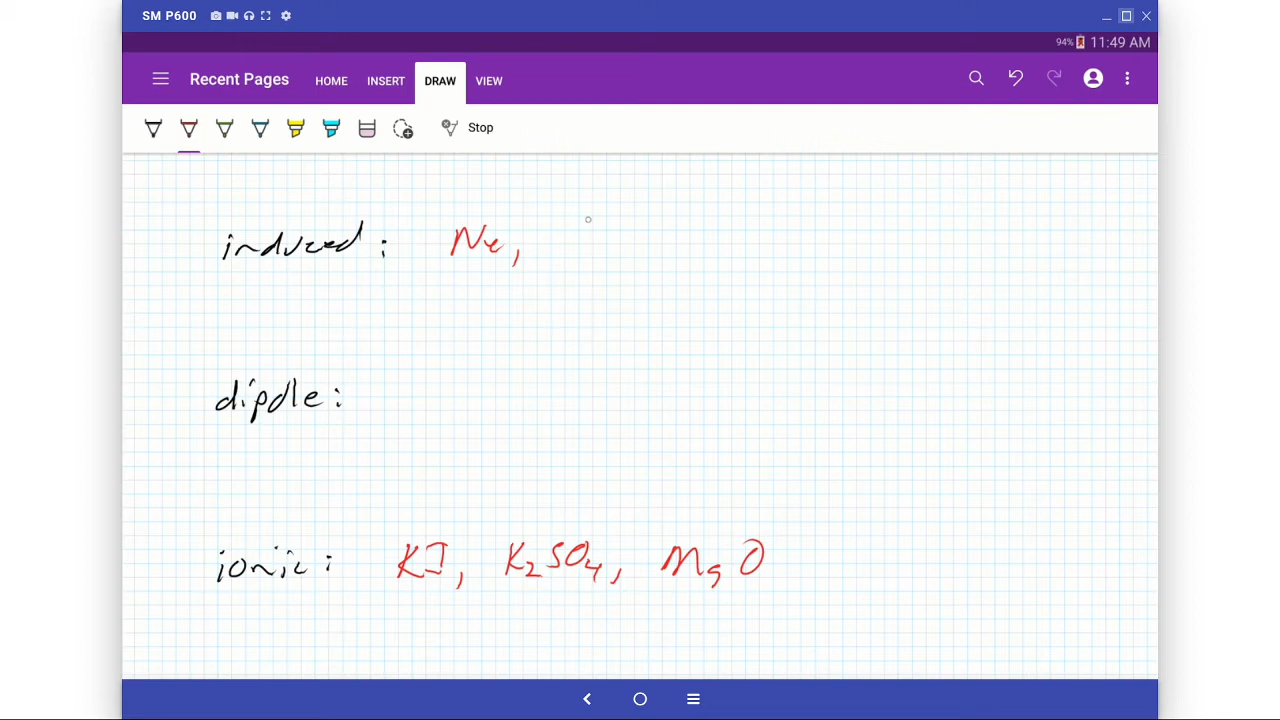 SM P600
94% 11:49 AM
Recent Pages HOME INSERT DRAW VIEW
Stop
induced: Ne,
dipole:
ionic: KI, K₂SO₄, MgO